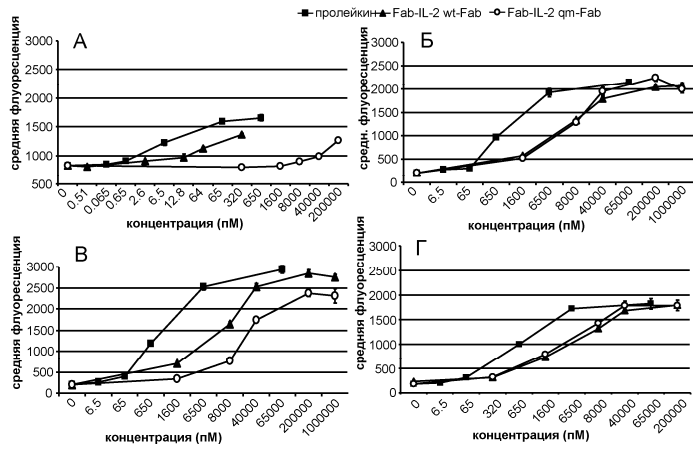 пролейкин Fab-IL-2 wt-Fab Fab-IL-2 qm-Fab
А
средняя флуоресценция
3000
2500
2000
1500
1000
500
0 0.51 0.065 0.65 2.6 6.5 12.8 64 65 320 650 1600 8000 40000 200000
концентрация (пМ)
Б
средн. флуоресценция
3000
2500
2000
1500
1000
500
0
0 6.5 65 650 1600 6500 8000 40000 65000 200000 1000000
концентрация (пМ)
В
средняя флуоресценция
3000
2500
2000
1500
1000
500
0
0 6.5 65 650 1600 6500 8000 40000 65000 200000 1000000
концентрация (пМ)
Г
средняя флуоресценция
3000
2500
2000
1500
1000
500
0
0 6.5 65 320 650 1600 6500 8000 40000 65000 200000
концентрация (пМ)